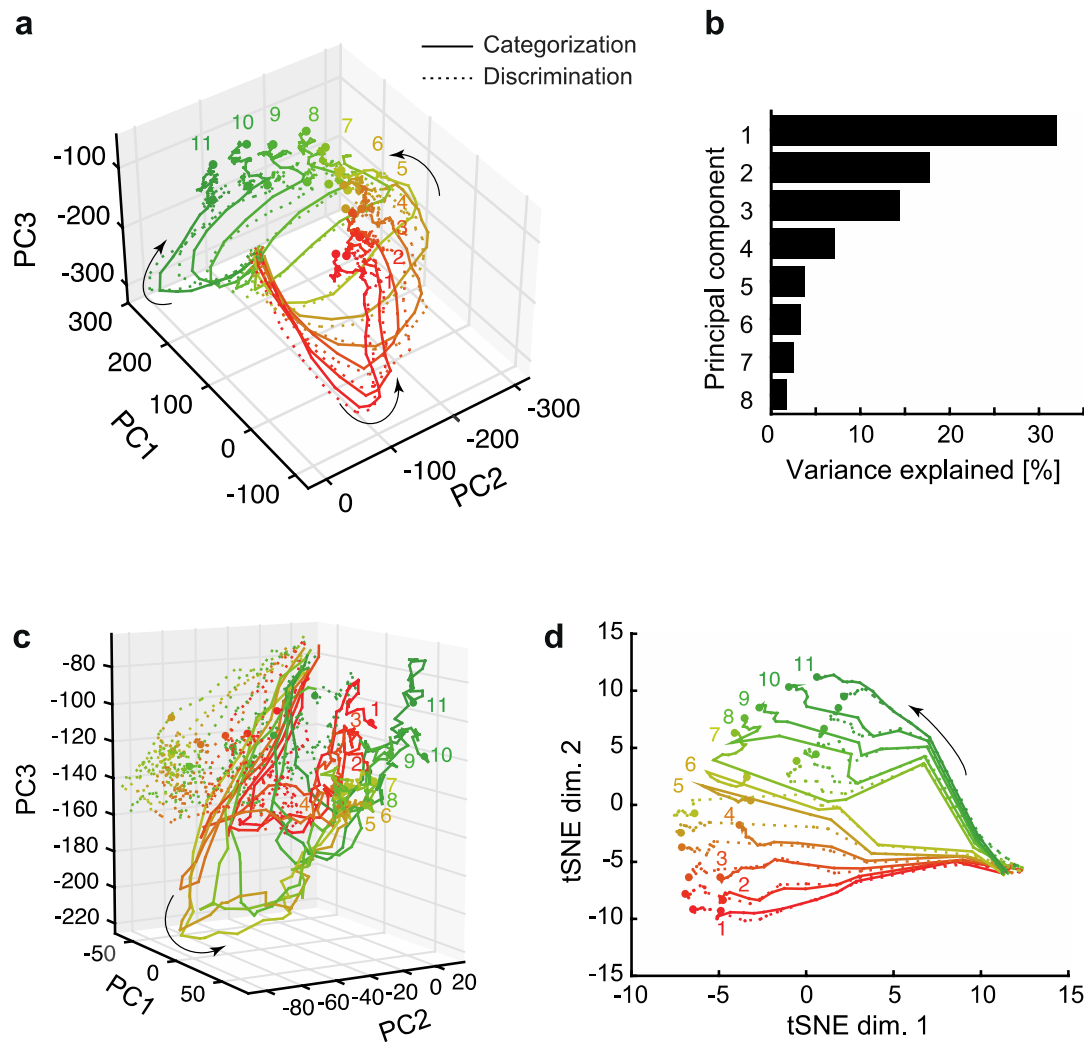 a
Categorization
Discrimination
11 10 9 8 7 6 5 4 3 2 1
PC3
-100
-200
-300
PC1
300
200
100
0
-100
PC2
0
-100
-200
-300
b
Principal component
1
2
3
4
5
6
7
8
0 10 20 30
Variance explained [%]
c
PC3
-80
-100
-120
-140
-160
-180
-200
-220
1
11
3
2
9 10
4
7
8
5 6
PC1
-50
0
50
PC2
-80 -60 -40 -20 0 20
d
tSNE dim. 2
15
10
5
0
-5
-10
-15
11
10
9
8
7
6
5
4
3
2
1
-10 -5 0 5 10 15
tSNE dim. 1